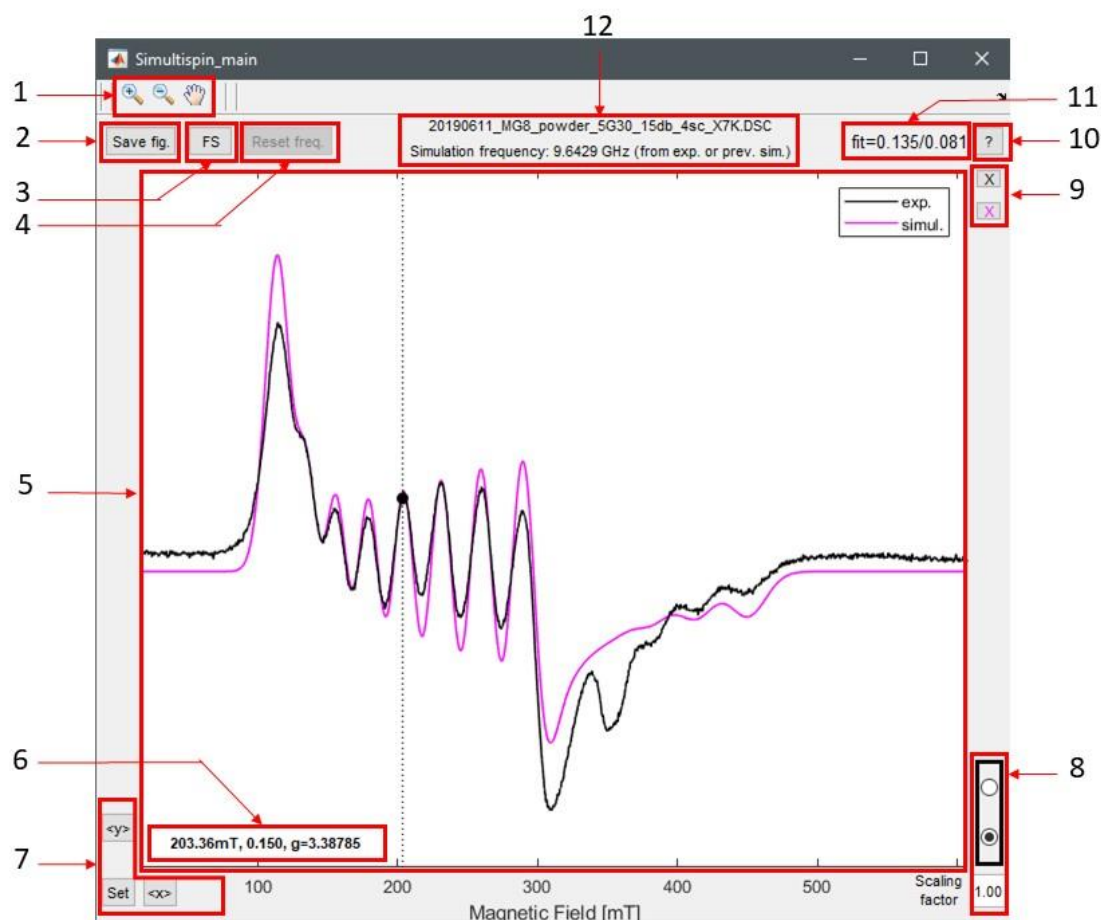 12
Simultispin_main
1
11
2
Save fig.
FS
Reset freq.
20190611_MG8_powder_5G30_15db_4sc_X7K.DSC
Simulation frequency: 9.6429 GHz (from exp. or prev. sim.)
fit=0.135/0.081
?
10
3
4
X
9
X
exp.
simul.
5
6
8
<y>
203.36mT, 0.150, g=3.38785
7
Set
<x>
100
200
300
400
500
Scaling
factor
1.00
Magnetic Field [mT]